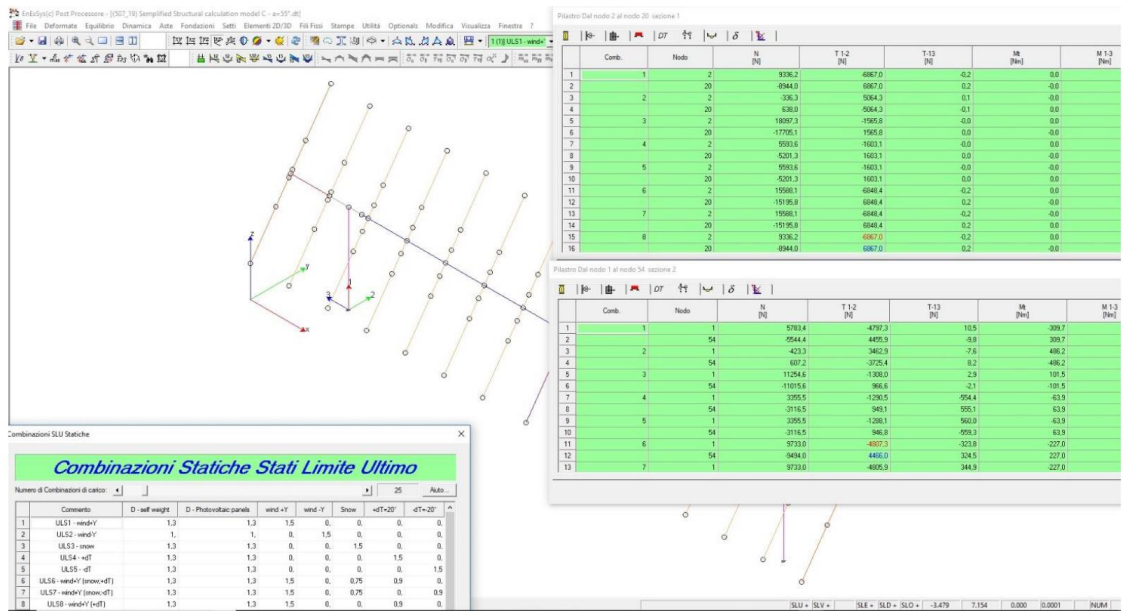 EnExSys(c) Post Processore - [(SGT_19) Semplified Structural calculation model C - a=55°.dt]
File Deformata Equilibrio Dinamica Aste Fondazioni Setti Elementi 2D/3D Fili Fissi Stampe Utilità Optionals Modifica Visualizza Finestra ?
1 (1)| ULS1 - wind+Y
z
y
x
1
2
3
Pilastro Dal nodo 2 al nodo 20 sezione 1
DT δ
Comb. Nodo N [N] T 1-2 [N] T-13 [N] Mt [Nm] M 1-3 [Nm]
1 1 2 9336,2 -6867,0 -0,2 0,0
2 20 -8944,0 6867,0 0,2 -0,0
3 2 2 -336,3 5064,3 0,1 -0,0
4 20 638,0 -5064,3 -0,1 0,0
5 3 2 18097,3 -1565,8 -0,0 0,0
6 20 -17705,1 1565,8 0,0 -0,0
7 4 2 5593,6 -1603,1 -0,0 0,0
8 20 -5201,3 1603,1 0,0 -0,0
9 5 2 5593,6 -1603,1 -0,0 0,0
10 20 -5201,3 1603,1 0,0 -0,0
11 6 2 15588,1 -6848,4 -0,2 0,0
12 20 -15195,8 6848,4 0,2 -0,0
13 7 2 15588,1 -6848,4 -0,2 0,0
14 20 -15195,8 6848,4 0,2 -0,0
15 8 2 9336,2 -6867,0 -0,2 0,0
16 20 -8944,0 6867,0 0,2 -0,0
Pilastro Dal nodo 1 al nodo 54 sezione 2
DT δ
Comb. Nodo N [N] T 1-2 [N] T-13 [N] Mt [Nm] M 1-3 [Nm]
1 1 1 5783,4 -4797,3 10,5 -309,7
2 54 -5544,4 4455,9 -9,8 309,7
3 2 1 -423,3 3462,9 -7,6 486,2
4 54 607,2 -3725,4 8,2 -486,2
5 3 1 11254,6 -1308,0 2,9 101,5
6 54 -11015,6 966,6 -2,1 -101,5
7 4 1 3355,5 -1290,5 -554,4 -63,9
8 54 -3116,5 949,1 555,1 63,9
9 5 1 3355,5 -1288,1 560,0 -63,9
10 54 -3116,5 946,8 -559,3 63,9
11 6 1 9733,0 -4807,3 -323,8 -227,0
12 54 -9494,0 4466,0 324,5 227,0
13 7 1 9733,0 -4805,9 344,9 -227,0
Combinazioni SLU Statiche
Combinazioni Statiche Stati Limite Ultimo
Numero di Combinazioni di carico: 25 Aiuto...
Commento D - self weight D - Photovoltaic panels wind +Y wind -Y Snow +dT=20° -dT=-20°
1 ULS1 - wind+Y 1,3 1,3 1,5 0, 0, 0, 0,
2 ULS2 - wind-Y 1, 1, 0, 1,5 0, 0, 0,
3 ULS3 - snow 1,3 1,3 0, 0, 1,5 0, 0,
4 ULS4 - +dT 1,3 1,3 0, 0, 0, 1,5 0,
5 ULS5 - -dT 1,3 1,3 0, 0, 0, 0, 1,5
6 ULS6 - wind+Y (snow;+dT) 1,3 1,3 1,5 0, 0,75 0,9 0,
7 ULS7 - wind+Y (snow;-dT) 1,3 1,3 1,5 0, 0,75 0, 0,9
8 ULS8 - wind+Y (+dT) 1,3 1,3 1,5 0, 0, 0,9 0,
SLU + SLV + SLE + SLD + SLO + -3.479 7.154 0.000 0.0001 NUM